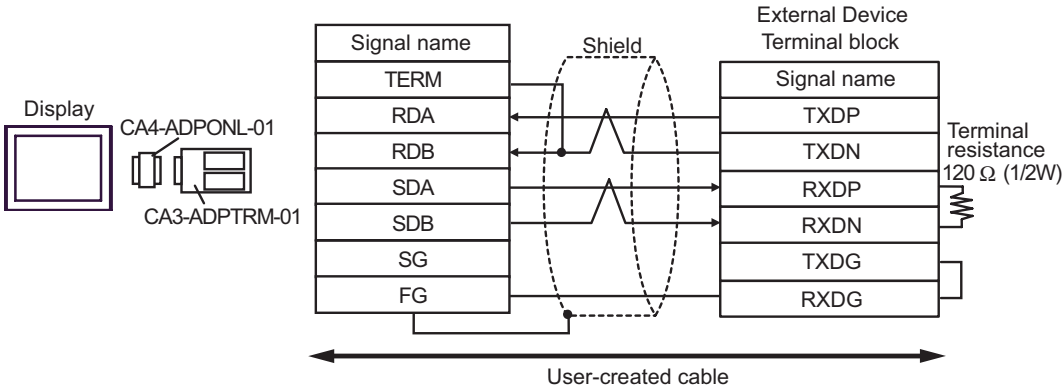 Display
CA4-ADPONL-01
CA3-ADPTRM-01
Signal name
TERM
RDA
RDB
SDA
SDB
SG
FG
Shield
External Device
Terminal block
Signal name
TXDP
TXDN
RXDP
RXDN
TXDG
RXDG
Terminal
resistance
120 Ω (1/2W)
User-created cable